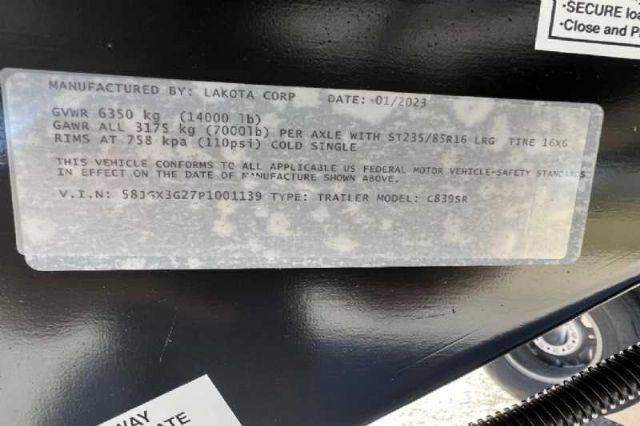 ·SECURE loa
·Close and P
MANUFACTURED BY: LAKOTA CORP DATE: 01/2023
GVWR 6350 kg (14000 lb)
GAWR ALL 3175 kg (7000lb) PER AXLE WITH ST235/85R16 LRG TIRE 16X6
RIMS AT 758 kpa (110psi) COLD SINGLE
THIS VEHICLE CONFORMS TO ALL APPLICABLE US FEDERAL MOTOR VEHICLE-SAFETY STANDARDS
IN EFFECT ON THE DATE OF MANUFACTURE SHOWN ABOVE.
V.I.N: 58JGX3G27P1001139 TYPE: TRAILER MODEL: C839SR
WAY
ATE